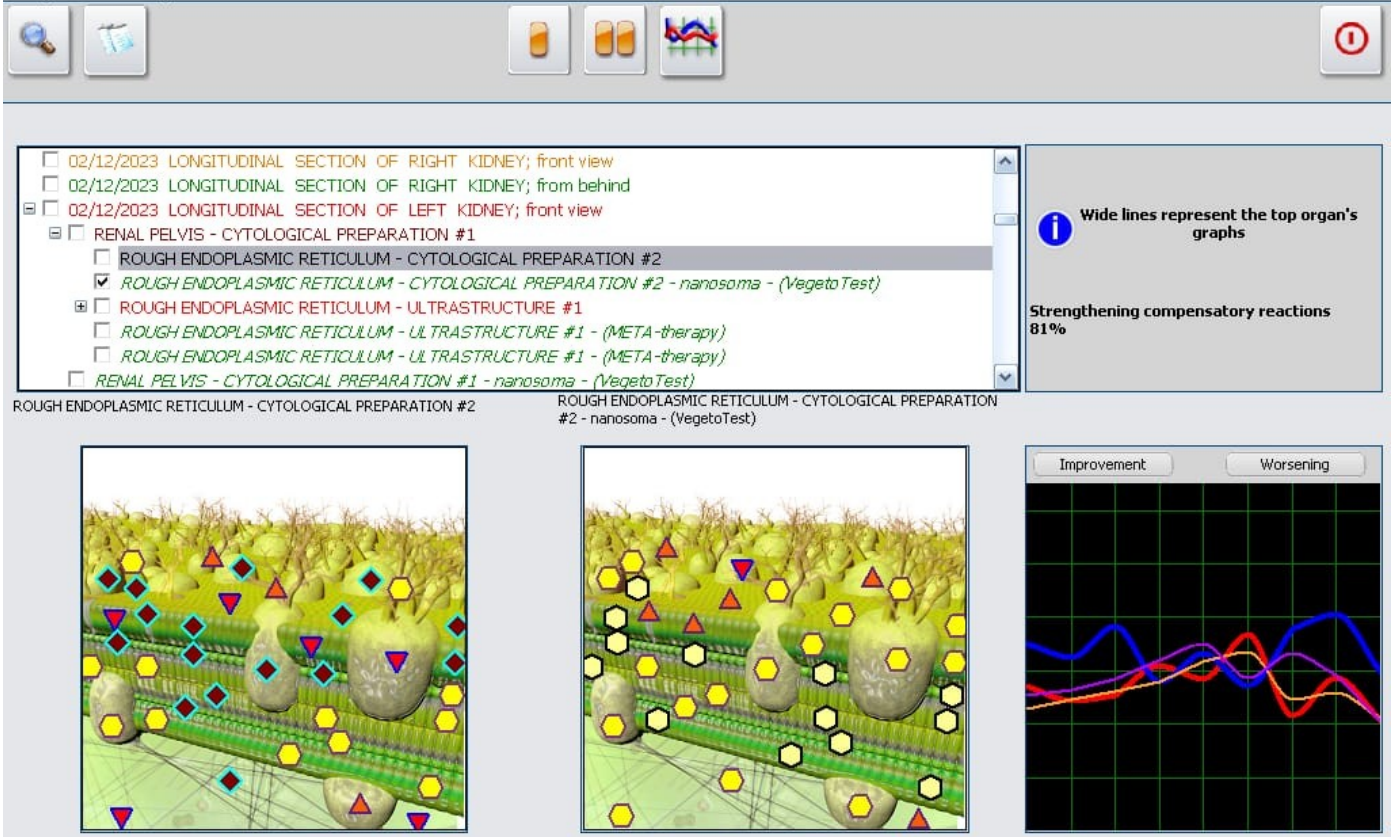 02/12/2023 LONGITUDINAL SECTION OF RIGHT KIDNEY; front view
02/12/2023 LONGITUDINAL SECTION OF RIGHT KIDNEY; from behind
02/12/2023 LONGITUDINAL SECTION OF LEFT KIDNEY; front view
RENAL PELVIS - CYTOLOGICAL PREPARATION #1
ROUGH ENDOPLASMIC RETICULUM - CYTOLOGICAL PREPARATION #2
ROUGH ENDOPLASMIC RETICULUM - CYTOLOGICAL PREPARATION #2 - nanosoma - (VegetoTest)
ROUGH ENDOPLASMIC RETICULUM - ULTRASTRUCTURE #1
ROUGH ENDOPLASMIC RETICULUM - ULTRASTRUCTURE #1 - (META-therapy)
ROUGH ENDOPLASMIC RETICULUM - ULTRASTRUCTURE #1 - (META-therapy)
RENAL PELVIS - CYTOLOGICAL PREPARATION #1 - nanosoma - (VegetoTest)
Wide lines represent the top organ's
graphs
Strengthening compensatory reactions
81%
ROUGH ENDOPLASMIC RETICULUM - CYTOLOGICAL PREPARATION #2
ROUGH ENDOPLASMIC RETICULUM - CYTOLOGICAL PREPARATION
#2 - nanosoma - (VegetoTest)
Improvement
Worsening